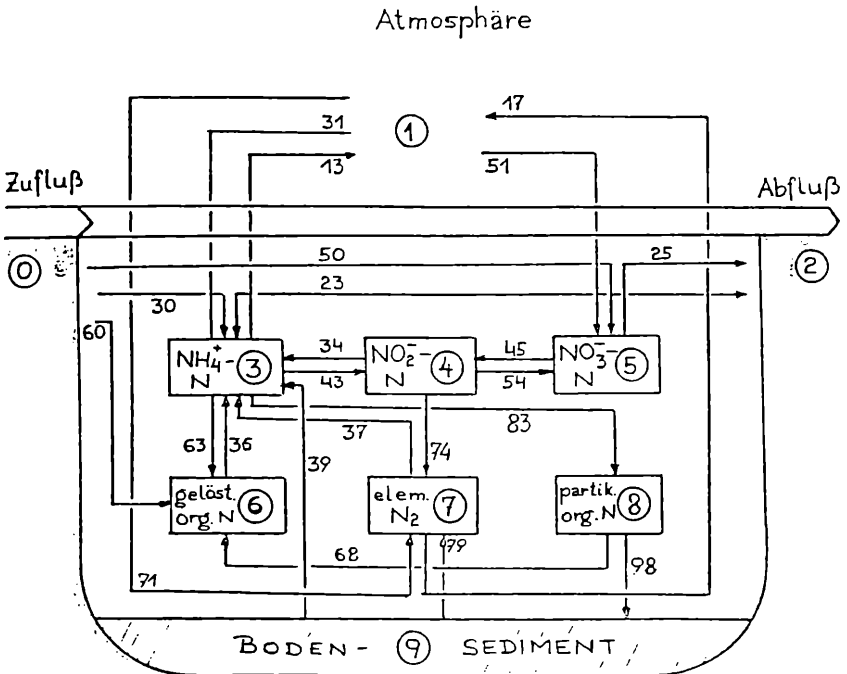 Atmosphäre
17
31
①
13
51
Zufluß
Abfluß
⓪
50
25
②
30
23
60
NH₄⁺-
N
③
34
43
NO₂⁻-
N
④
45
54
NO₃⁻-
N
⑤
63
36
39
37
74
83
gelöst.
org. N
⑥
elem.
N₂
⑦
partik.
org. N
⑧
68
79
98
71
BODEN- ⑨ SEDIMENT